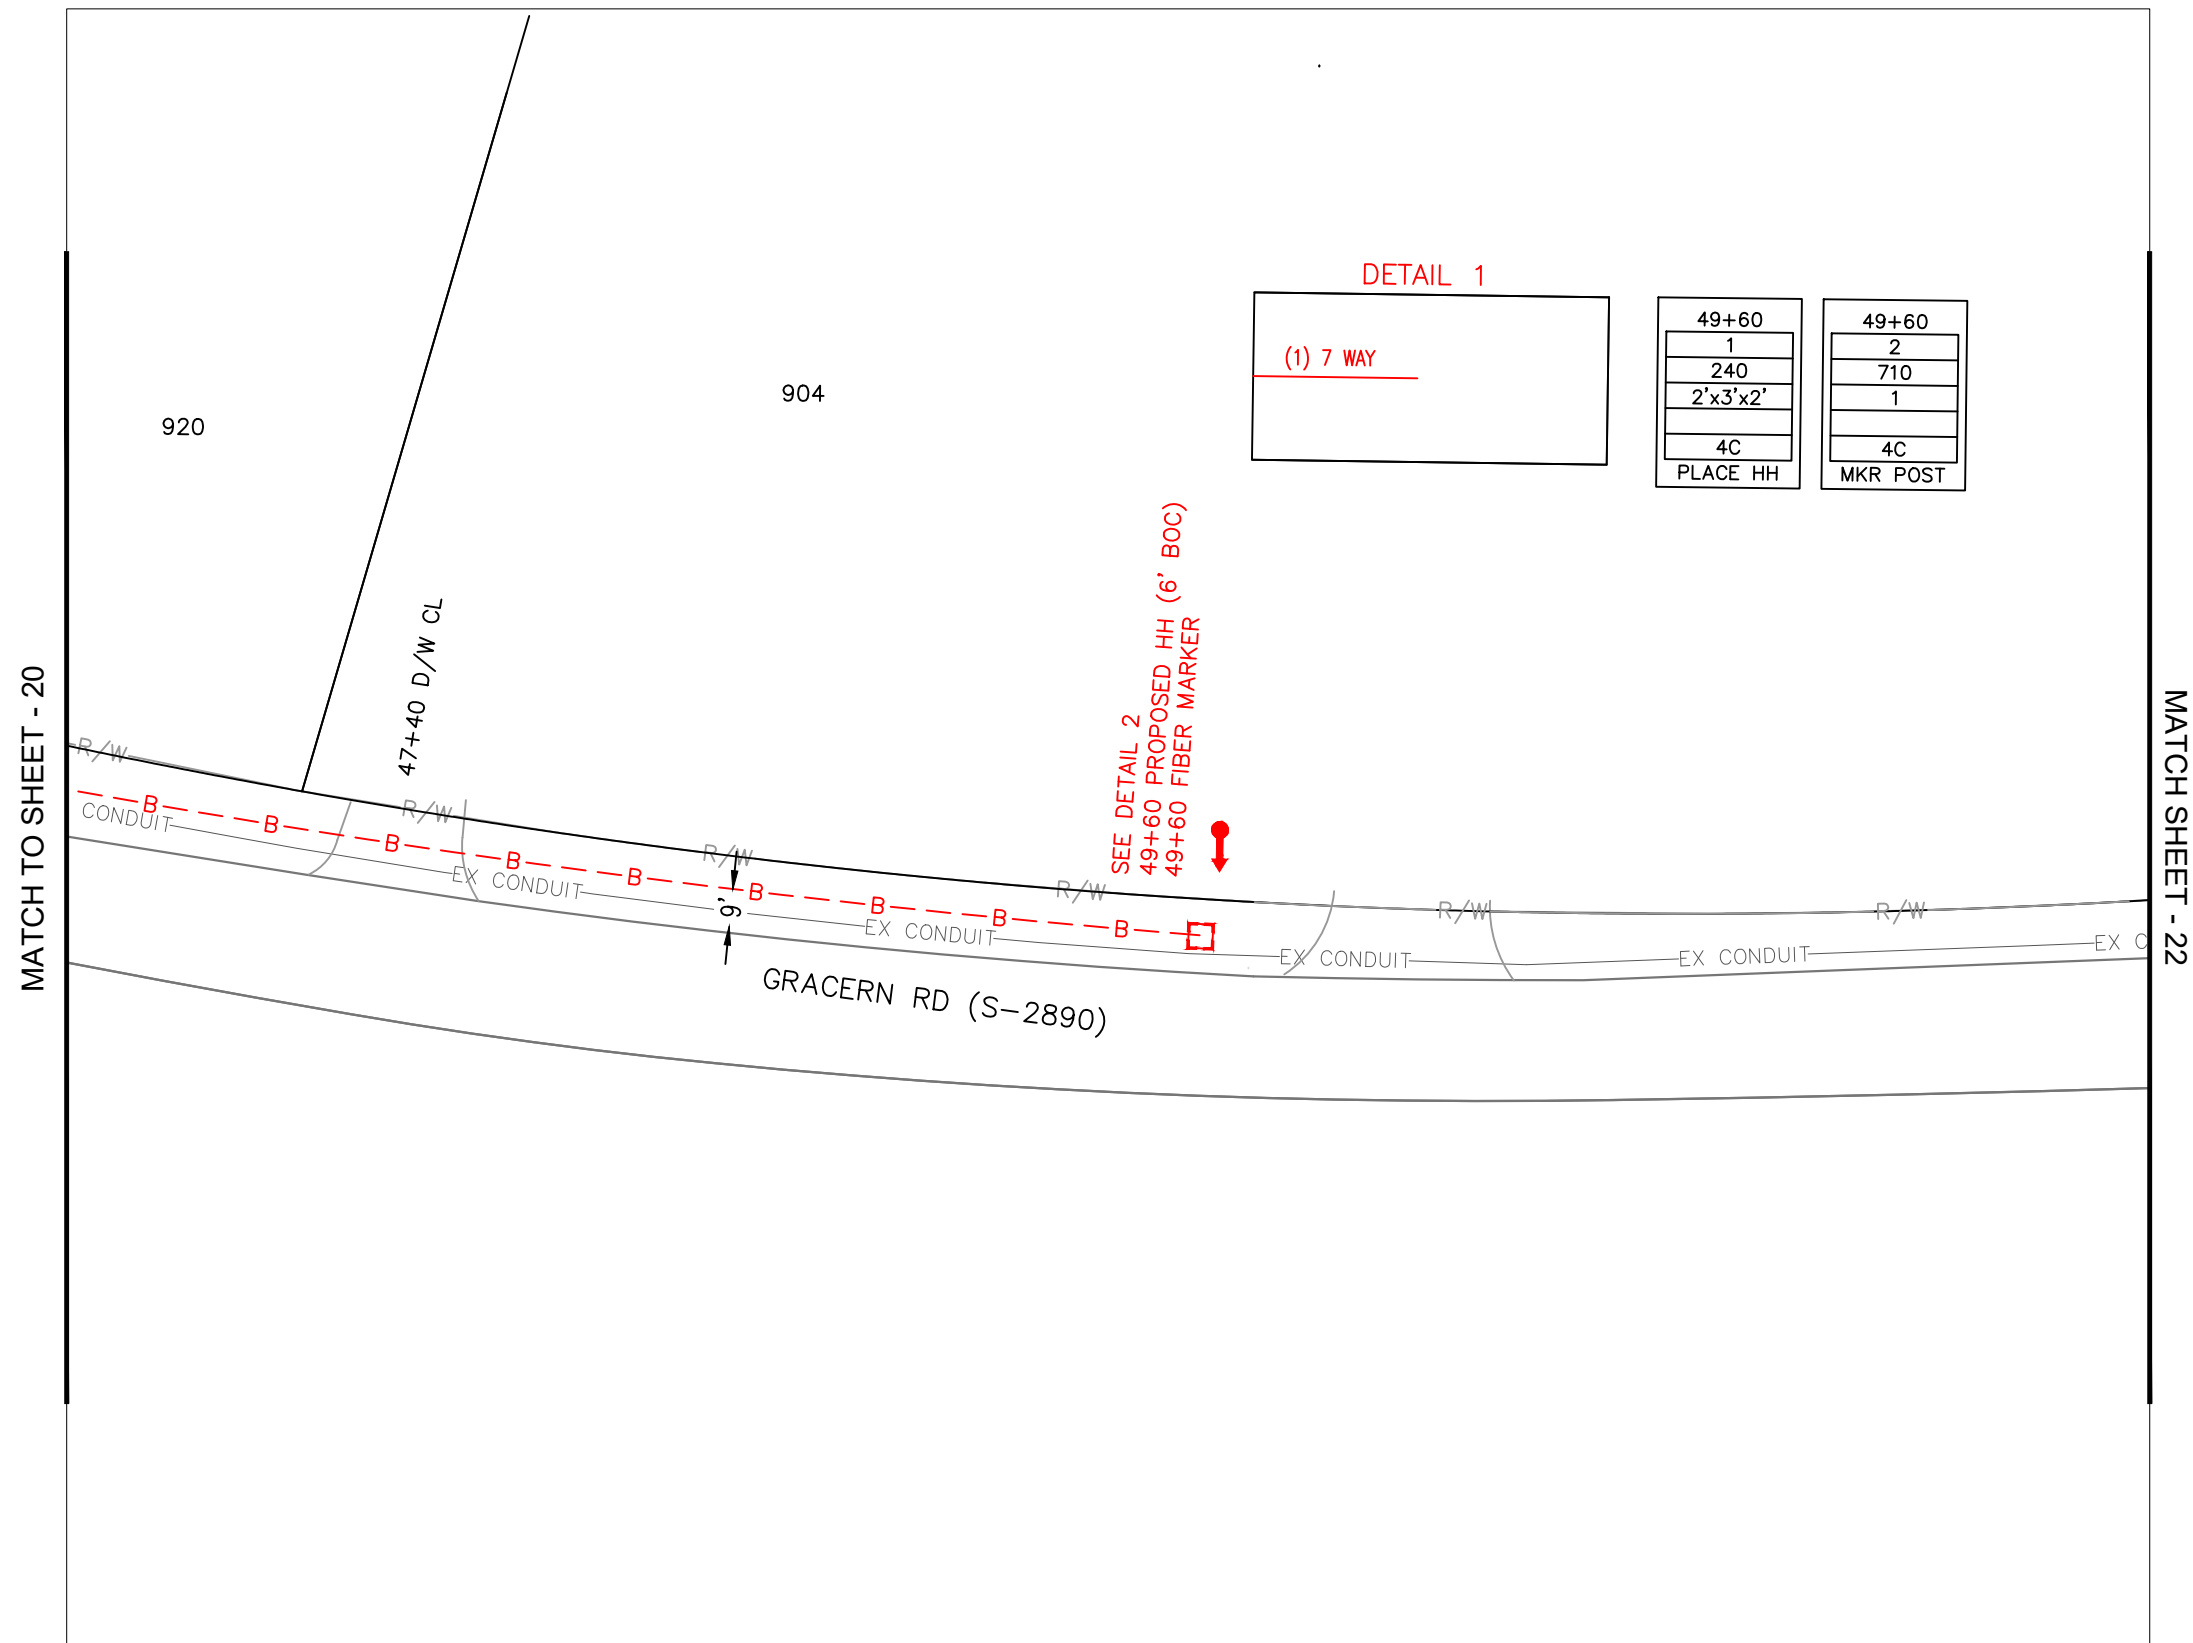 DETAIL 1
(1) 7 WAY
49+60
1
240
2'x3'x2'
4C
PLACE HH
49+60
2
710
1
4C
MKR POST
920
904
47+40 D/W CL
SEE DETAIL 2
49+60 PROPOSED HH (6' BOC)
49+60 FIBER MARKER
MATCH TO SHEET - 20
MATCH SHEET - 22
R/W
R/W
R/W
R/W
R/W
R/W
B
B
B
B
B
B
B
B
B
CONDUIT
EX CONDUIT
EX CONDUIT
EX CONDUIT
EX CONDUIT
EX C
9'
GRACERN RD (S-2890)